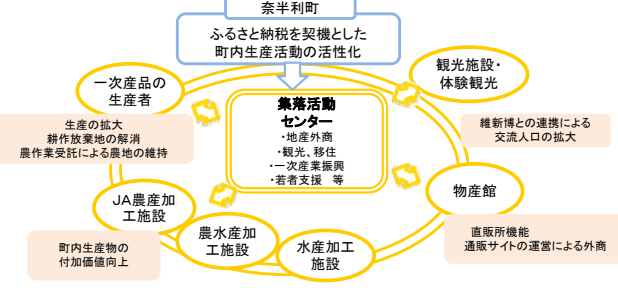 奈半利町
ふるさと納税を契機とした
町内生産活動の活性化
一次産品の
生産者
観光施設・
体験観光
集落活動
センター
・地産外商
・観光、移住
・一次産業振興
・若者支援　等
生産の拡大
耕作放棄地の解消
農作業受託による農地の維持
維新博との連携による
交流人口の拡大
物産館
JA農産加
工施設
農水産加
工施設
水産加工
施設
町内生産物の
付加価値向上
直販所機能
通販サイトの運営による外商